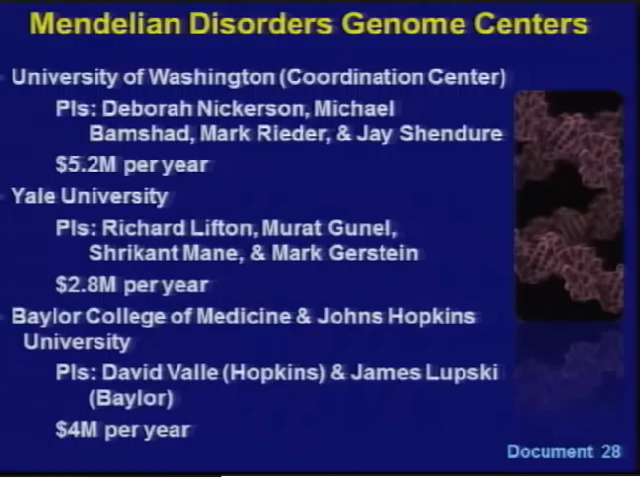 Mendelian Disorders Genome Centers
University of Washington (Coordination Center)
PIs: Deborah Nickerson, Michael
Bamshad, Mark Rieder, & Jay Shendure
$5.2M per year
Yale University
PIs: Richard Lifton, Murat Gunel,
Shrikant Mane, & Mark Gerstein
$2.8M per year
Baylor College of Medicine & Johns Hopkins
University
PIs: David Valle (Hopkins) & James Lupski
(Baylor)
$4M per year
Document 28